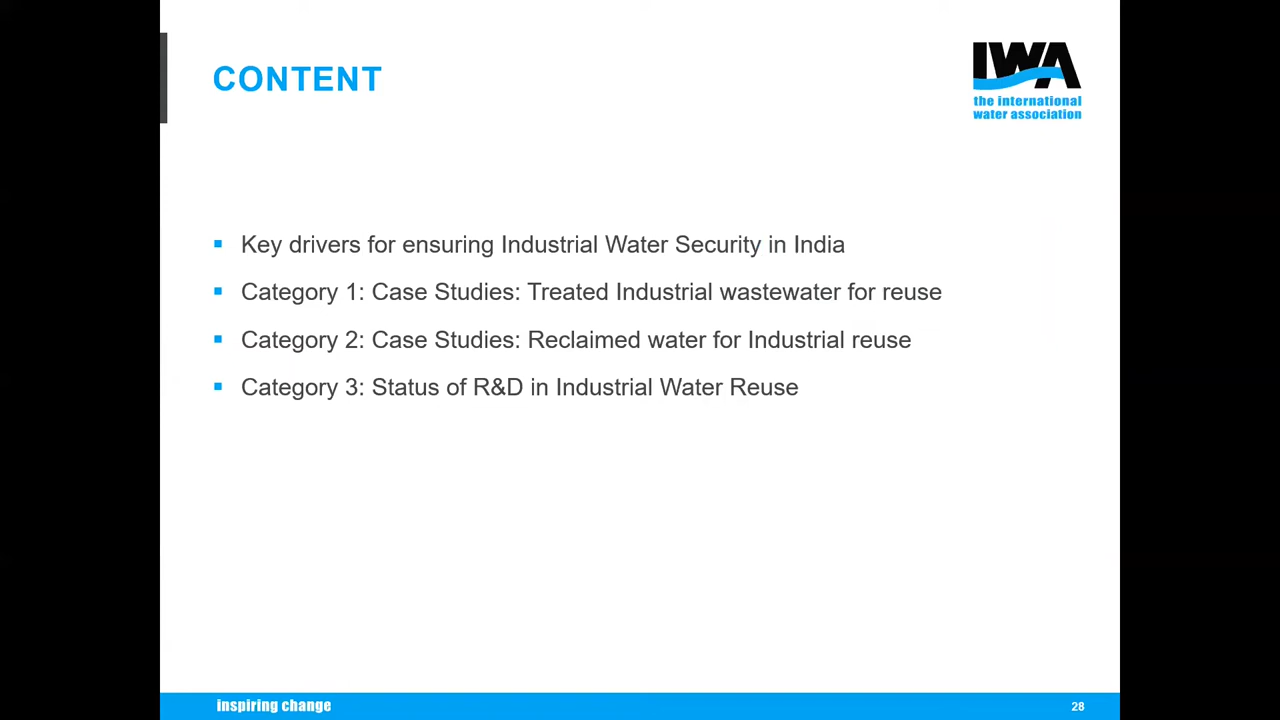 CONTENT
IWA
the international
water association
Key drivers for ensuring Industrial Water Security in India
Category 1: Case Studies: Treated Industrial wastewater for reuse
Category 2: Case Studies: Reclaimed water for Industrial reuse
Category 3: Status of R&D in Industrial Water Reuse
inspiring change
28